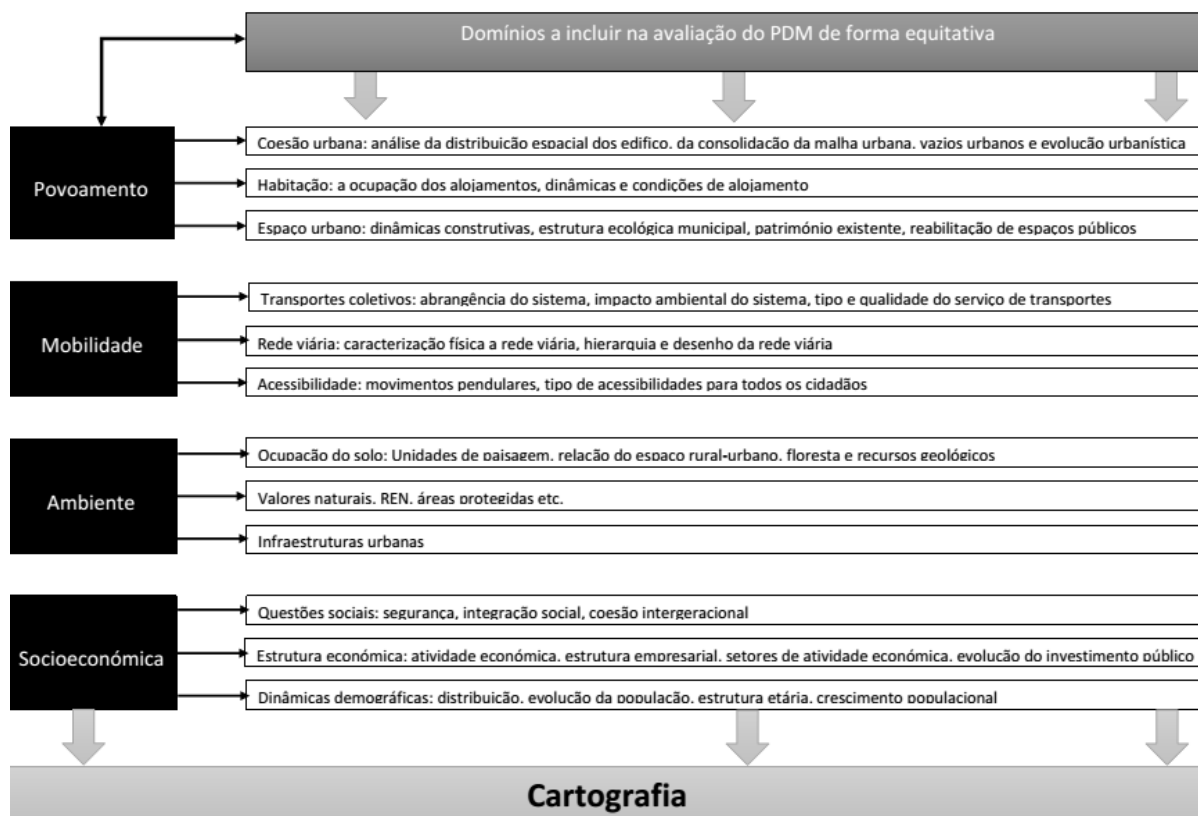 Domínios a incluir na avaliação do PDM de forma equitativa
Povoamento
Coesão urbana: análise da distribuição espacial dos edifico. da consolidação da malha urbana. vazios urbanos e evolução urbanística
Habitação: a ocupação dos alojamentos, dinâmicas e condições de alojamento
Espaço urbano: dinâmicas construtivas, estrutura ecológica municipal, património existente, reabilitação de espaços públicos
Mobilidade
Transportes coletivos: abrangência do sistema, impacto ambiental do sistema, tipo e qualidade do serviço de transportes
Rede viária: caracterização física a rede viária, hierarquia e desenho da rede viária
Acessibilidade: movimentos pendulares, tipo de acessibilidades para todos os cidadãos
Ambiente
Ocupação do solo: Unidades de paisagem. relação do espaço rural-urbano. floresta e recursos geológicos
Valores naturais. REN. áreas protegidas etc.
Infraestruturas urbanas
Socioeconómica
Questões sociais: segurança, integração social, coesão intergeracional
Estrutura económica: atividade económica. estrutura empresarial. setores de atividade económica. evolução do investimento público
Dinâmicas demográficas: distribuição. evolução da população. estrutura etária. crescimento populacional
Cartografia